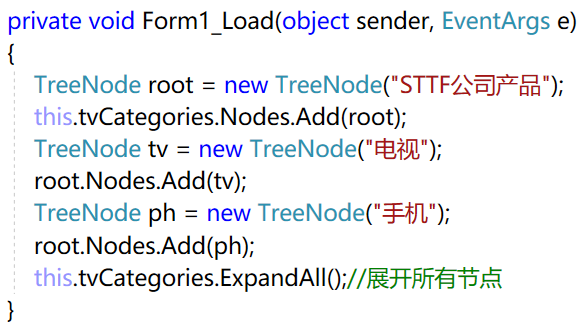 private void Form1_Load(object sender, EventArgs e)
{
TreeNode root = new TreeNode("STTF公司产品");
this.tvCategories.Nodes.Add(root);
TreeNode tv = new TreeNode("电视");
root.Nodes.Add(tv);
TreeNode ph = new TreeNode("手机");
root.Nodes.Add(ph);
this.tvCategories.ExpandAll();//展开所有节点
}